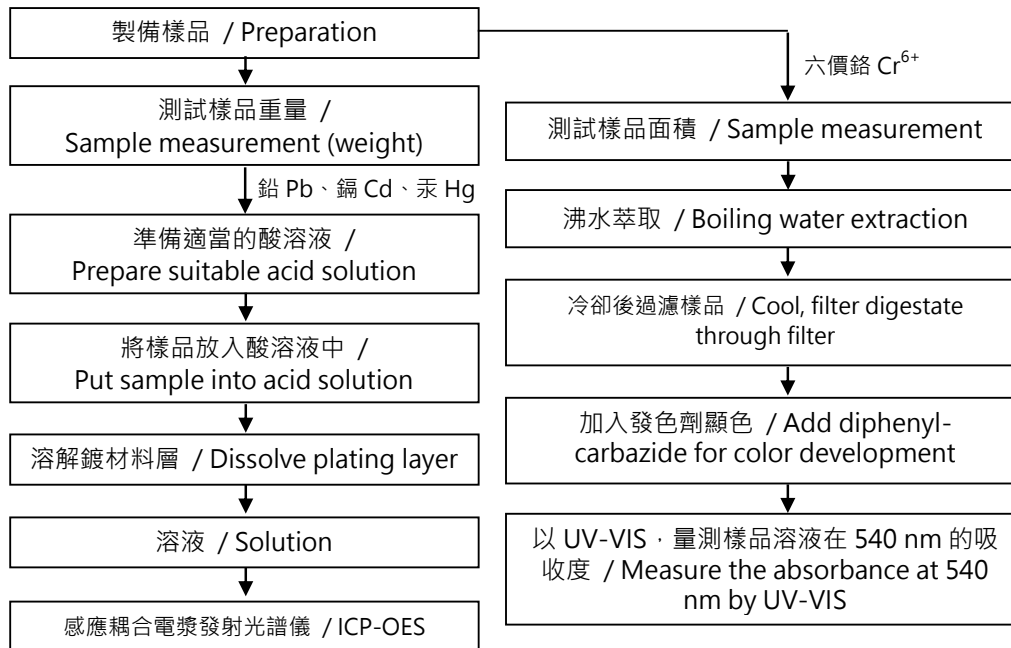 製備樣品 / Preparation
測試樣品重量 /
Sample measurement (weight)
鉛 Pb、鎘 Cd、汞 Hg
準備適當的酸溶液 /
Prepare suitable acid solution
將樣品放入酸溶液中 /
Put sample into acid solution
溶解鍍材料層 / Dissolve plating layer
溶液 / Solution
感應耦合電漿發射光譜儀 / ICP-OES
六價鉻 Cr⁶⁺
測試樣品面積 / Sample measurement
沸水萃取 / Boiling water extraction
冷卻後過濾樣品 / Cool, filter digestate
through filter
加入發色劑顯色 / Add diphenyl-
carbazide for color development
以 UV-VIS，量測樣品溶液在 540 nm 的吸
收度 / Measure the absorbance at 540
nm by UV-VIS